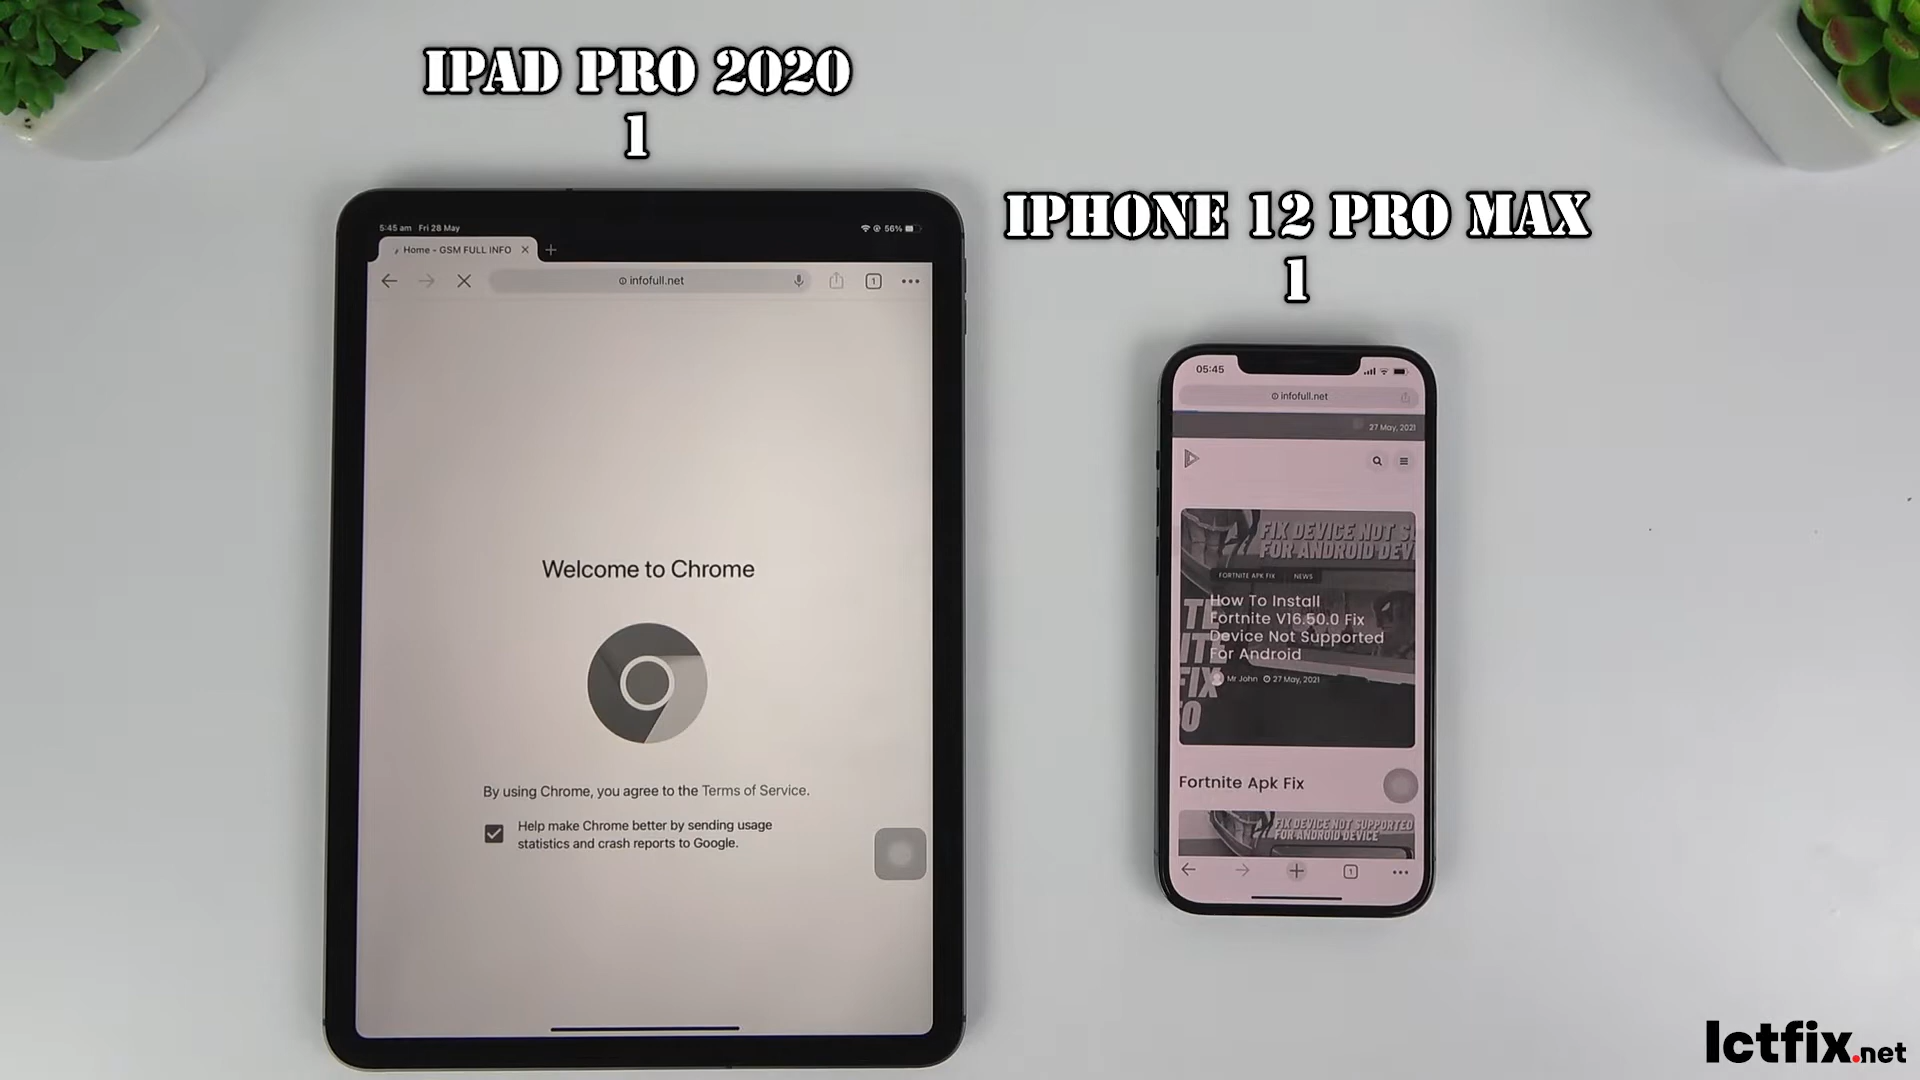 IPAD PRO 2020
1
IPHONE 12 PRO MAX
1
5:45 am Fri 28 May
56%
Home - GSM FULL INFO
infofull.net
1
Welcome to Chrome
By using Chrome, you agree to the Terms of Service.
Help make Chrome better by sending usage
statistics and crash reports to Google.
05:45
infofull.net
27 May, 2021
FIX DEVICE NOT S
FOR ANDROID DEV
FORTNITE APK FIX NEWS
How To Install
Fortnite V16.50.0 Fix
Device Not Supported
For Android
Mr John 27 May, 2021
Fortnite Apk Fix
FIX DEVICE NOT SUPPORTED
FOR ANDROID DEVICE
1
Ictfix.net